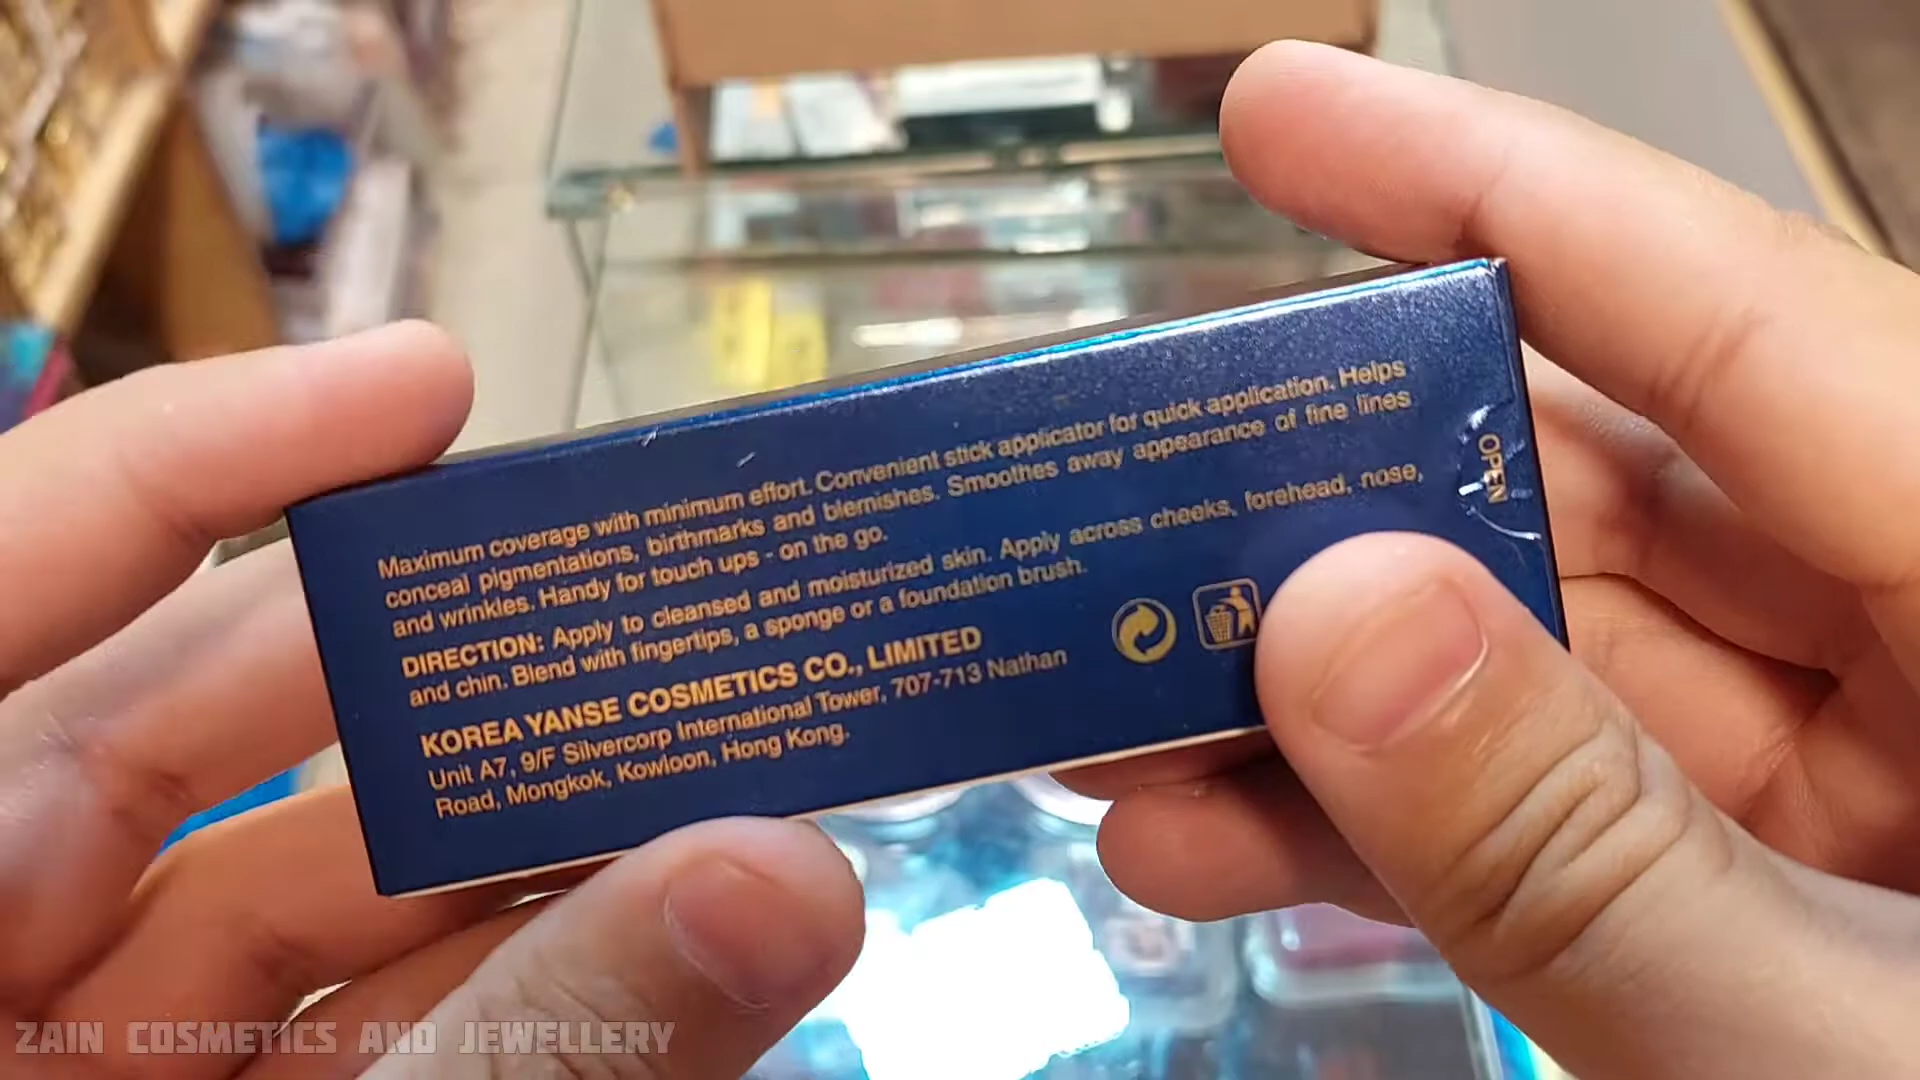 Maximum coverage with minimum effort. Convenient stick applicator for quick application. Helps
conceal pigmentations, birthmarks and blemishes. Smoothes away appearance of fine lines
and wrinkles. Handy for touch ups - on the go.
DIRECTION: Apply to cleansed and moisturized skin. Apply across cheeks, forehead, nose,
and chin. Blend with fingertips, a sponge or a foundation brush.
KOREA YANSE COSMETICS CO., LIMITED
Unit A7, 9/F Silvercorp International Tower, 707-713 Nathan
Road, Mongkok, Kowloon, Hong Kong.
OPEN
ZAIN COSMETICS AND JEWELLERY